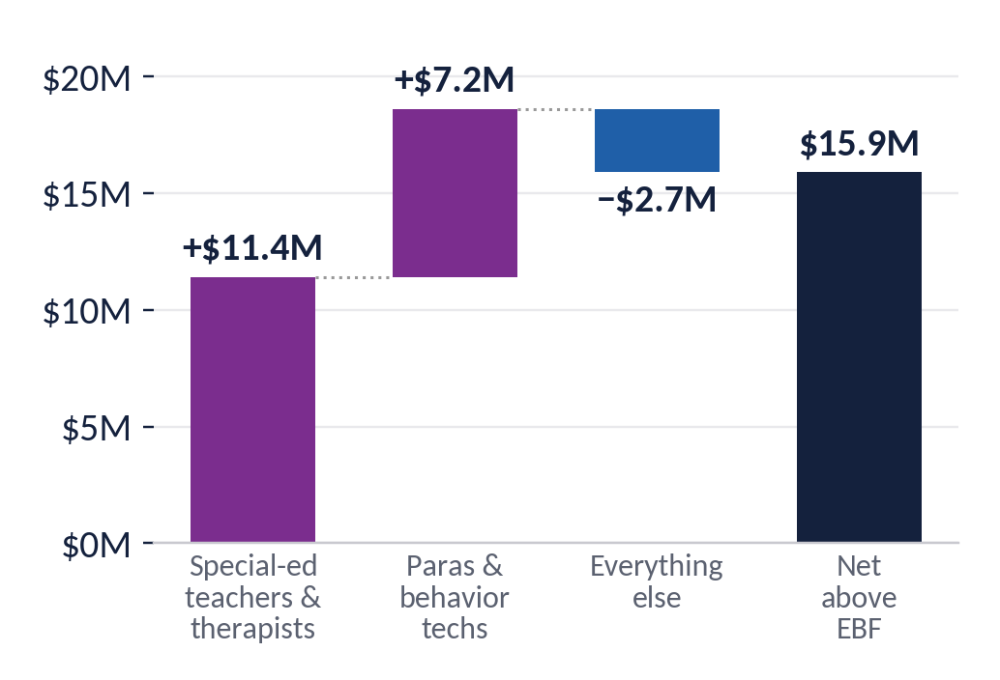 $20M
$15M
$10M
$5M
$0M
+$11.4M
+$7.2M
−$2.7M
$15.9M
Special-ed
teachers &
therapists
Paras &
behavior
techs
Everything
else
Net
above
EBF